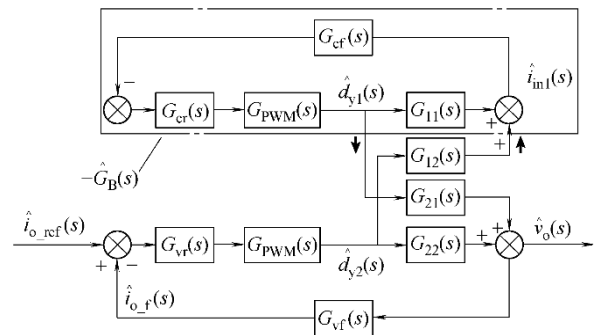 G_cf(s)
−
î_in1(s)
G_cr(s)
G_PWM(s)
d̂_y1(s)
G_11(s)
+
+
G_12(s)
−Ĝ_B(s)
G_21(s)
î_o_ref(s)
G_vr(s)
G_PWM(s)
d̂_y2(s)
G_22(s)
+
+
v̂_o(s)
+
−
î_o_f(s)
G_vf(s)